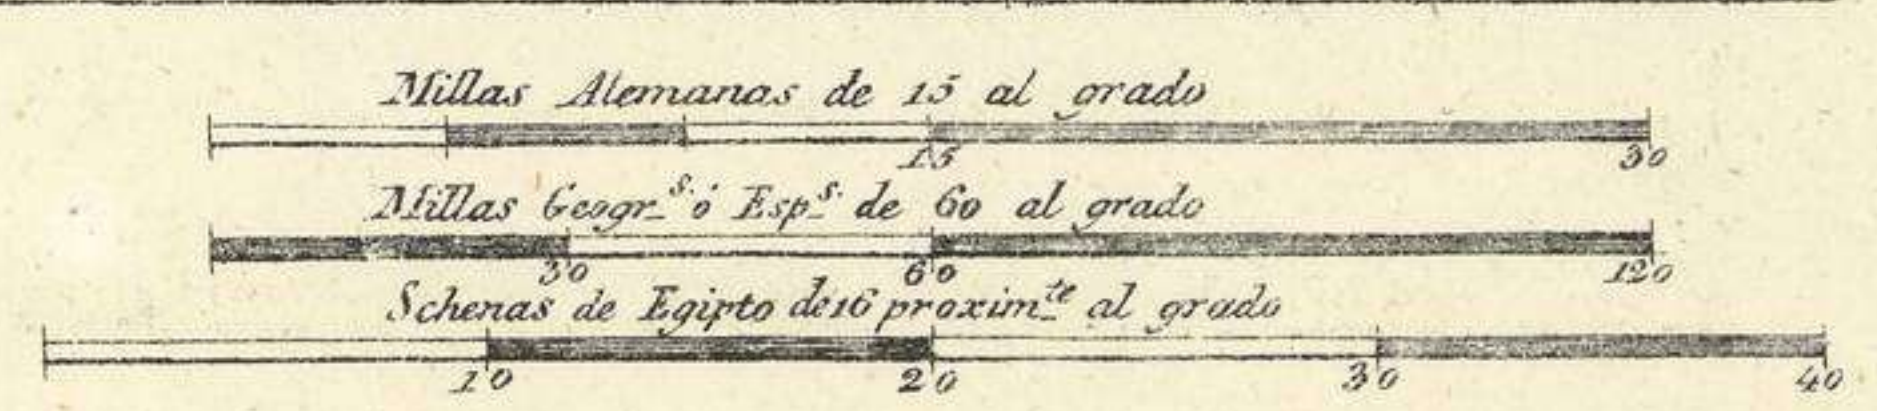 Millas Alemanas de 15 al grado
15 30
Millas Geogr.s ó Esp.s de 60 al grado
30 60 120
Schenas de Egipto de 16 proxim.te al grado
10 20 30 40